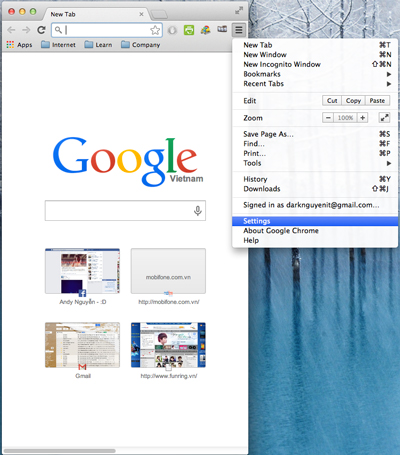 New Tab
Apps Internet Learn Company
New Tab ⌘T
New Window ⌘N
New Incognito Window ⇧⌘N
Bookmarks ▶
Recent Tabs ▶
Edit Cut Copy Paste
Zoom − 100% +
Save Page As... ⌘S
Find... ⌘F
Print... ⌘P
Tools ▶
History ⌘Y
Downloads ⇧⌘J
Signed in as darknguyenit@gmail.com...
Settings
About Google Chrome
Help
Google
Vietnam
mobifone.com.vn/
Andy Nguyễn - :D
http://mobifone.com.vn/
Gmail
http://www.funring.vn/